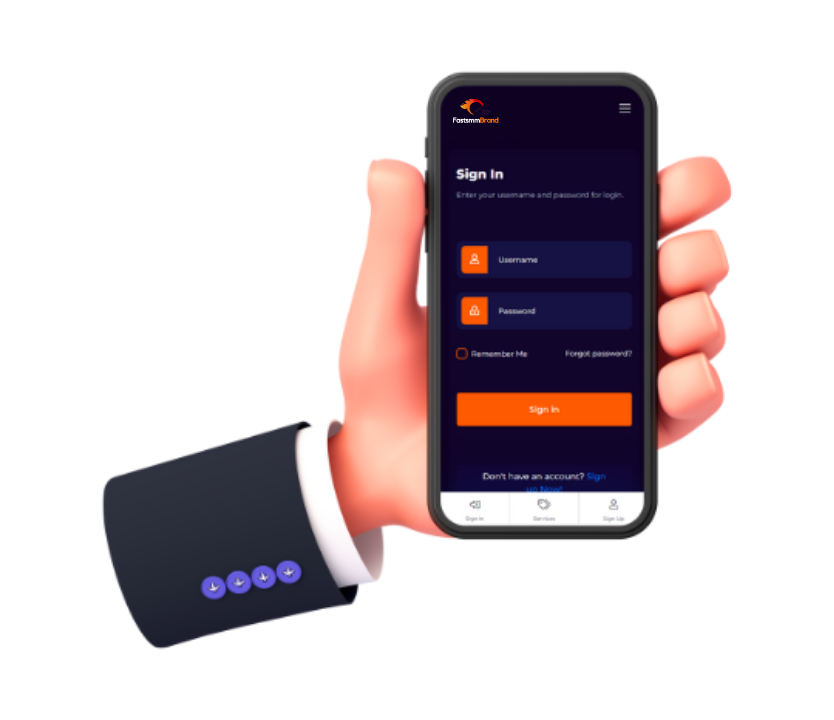 FastsmmBrand
Sign In
Enter your username and password for login.
Username
Password
Remember Me Forgot password?
Sign In
Don't have an account? Sign
up Now!
Sign In Services Sign Up